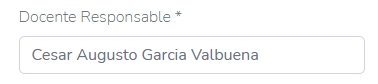 Docente Responsable *
Cesar Augusto Garcia Valbuena